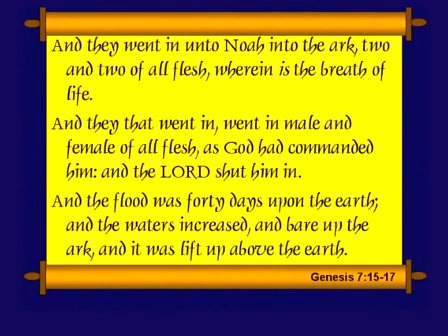 And they went in unto Noah into the ark, two
and two of all flesh, wherein is the breath of
life.
And they that went in, went in male and
female of all flesh, as God had commanded
him: and the LORD shut him in.
And the flood was forty days upon the earth;
and the waters increased, and bare up the
ark, and it was lift up above the earth.
Genesis 7:15-17